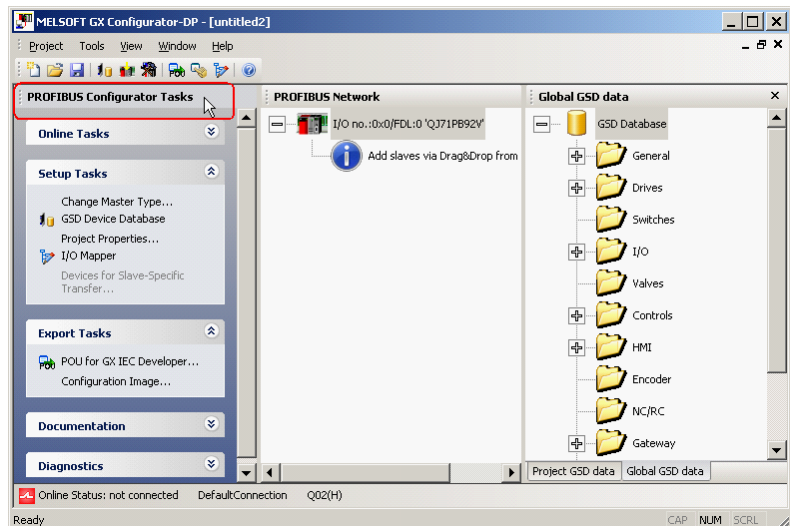 MELSOFT GX Configurator-DP - [untitled2]
Project Tools View Window Help
PROFIBUS Configurator Tasks
Online Tasks
Setup Tasks
Change Master Type...
GSD Device Database
Project Properties...
I/O Mapper
Devices for Slave-Specific
Transfer...
Export Tasks
POU for GX IEC Developer...
Configuration Image...
Documentation
Diagnostics
PROFIBUS Network
I/O no.:0x0/FDL:0 'QJ71PB92V'
Add slaves via Drag&Drop from
Global GSD data
GSD Database
General
Drives
Switches
I/O
Valves
Controls
HMI
Encoder
NC/RC
Gateway
Project GSD data Global GSD data
Online Status: not connected DefaultConnection Q02(H)
Ready CAP NUM SCRL